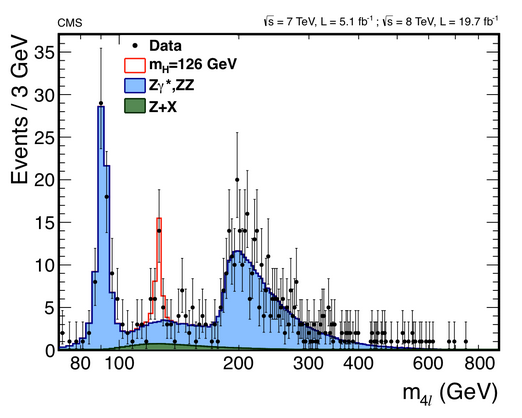 CMS √s = 7 TeV, L = 5.1 fb⁻¹ ; √s = 8 TeV, L = 19.7 fb⁻¹
Events / 3 GeV
35
30
25
20
15
10
5
0
Data
m_H=126 GeV
Zγ*,ZZ
Z+X
80 100 200 300 400 600 800
m_4l (GeV)